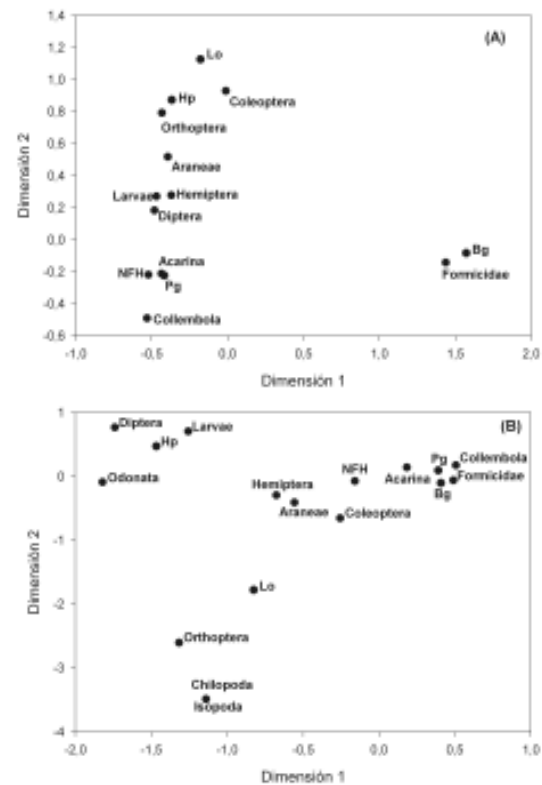 1,4
(A)
1,2
Lo
1,0
Hp
Coleoptera
0,8
Orthoptera
0,6
Araneae
0,4
Larvae Hemiptera
0,2
Diptera
0,0
Bg
Acarina
-0,2
NFH
Formicidae
Pg
-0,4
Collembola
-0,6
Dimensión 2
-1,0 -0,5 0,0 1,0 1,5 2,0
Dimensión 1
1
(B)
Diptera Larvae
Hp
Pg Collembola
NFH
0
Odonata
Acarina Formicidae
Hemiptera
Bg
Araneae Coleoptera
-1
Lo
-2
Orthoptera
-3
Chilopoda
Isopoda
-4
Dimensión 2
-2,0 -1,5 -1,0 -0,5 0,0 0,5 1,0
Dimensión 1